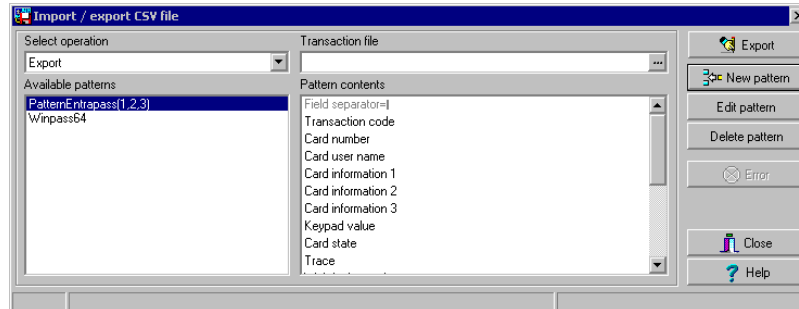 Import / export CSV file
Select operation
Export
Transaction file
...
Available patterns
PatternEntrapass(1,2,3)
Winpass64
Pattern contents
Field separator=|
Transaction code
Card number
Card user name
Card information 1
Card information 2
Card information 3
Keypad value
Card state
Trace
Export
New pattern
Edit pattern
Delete pattern
Error
Close
Help